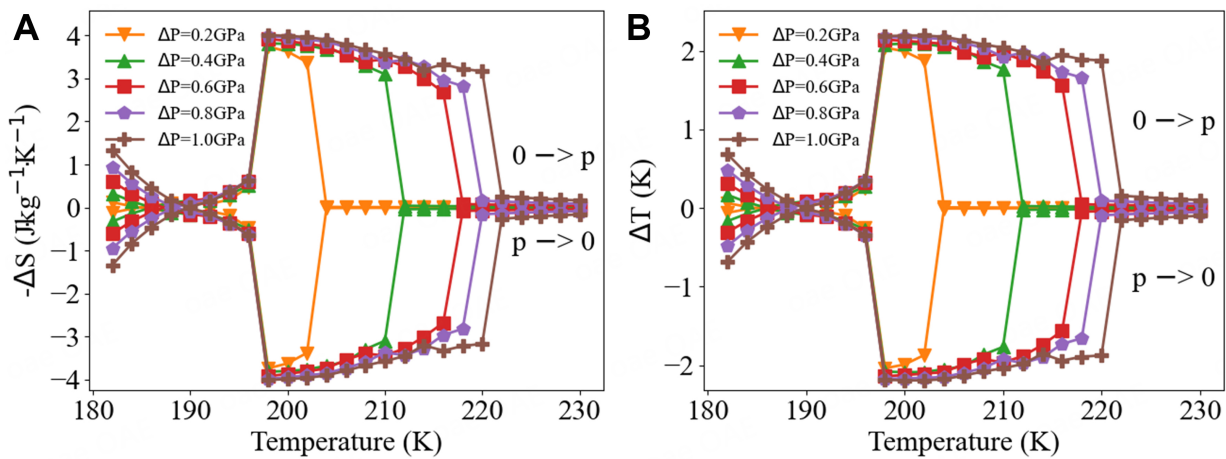 A
-ΔS (Jkg⁻¹K⁻¹)
4
3
2
1
0
−1
−2
−3
−4
ΔP=0.2GPa
ΔP=0.4GPa
ΔP=0.6GPa
ΔP=0.8GPa
ΔP=1.0GPa
0 −> p
p −> 0
180 190 200 210 220 230
Temperature (K)
B
ΔT (K)
2
1
0
−1
−2
ΔP=0.2GPa
ΔP=0.4GPa
ΔP=0.6GPa
ΔP=0.8GPa
ΔP=1.0GPa
0 −> p
p −> 0
180 190 200 210 220 230
Temperature (K)